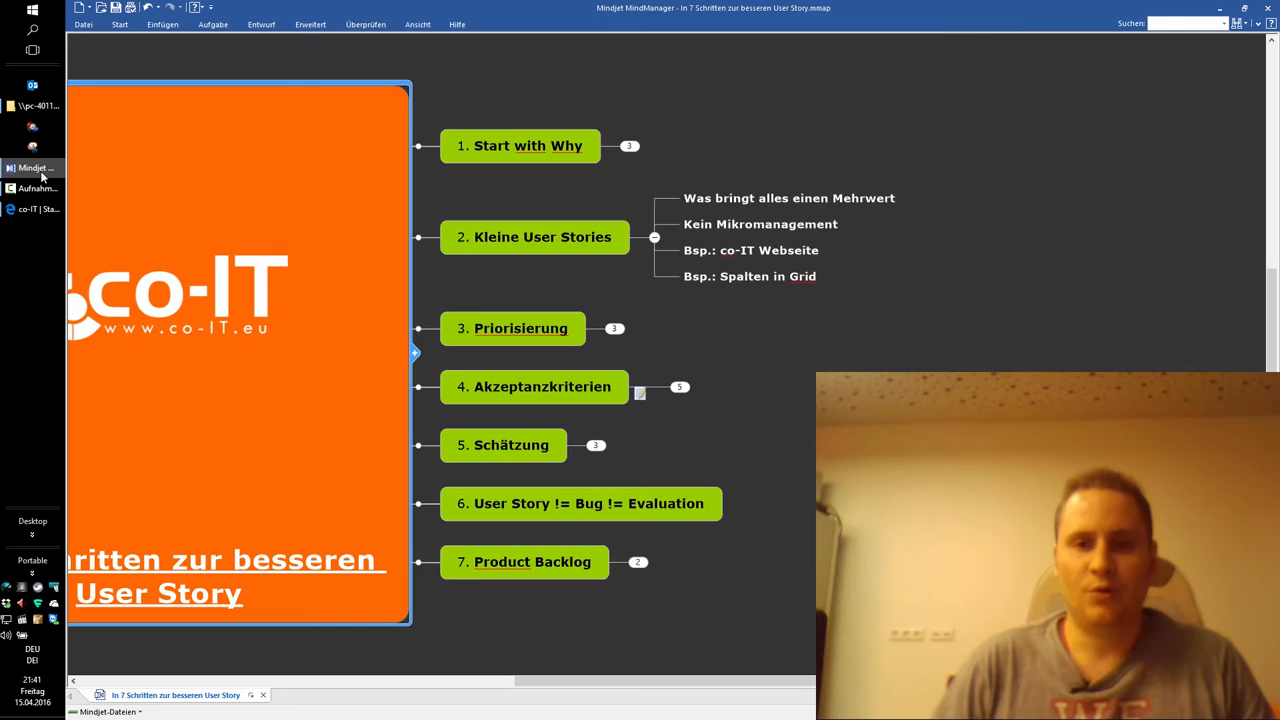 Mindjet MindManager - In 7 Schritten zur besseren User Story.mmap
Datei Start Einfügen Aufgabe Entwurf Erweitert Überprüfen Ansicht Hilfe
Suchen:
\\pc-4011...
Mindjet ...
Aufnahm...
co-IT | Sta...
co-IT
www.co-IT.eu
hritten zur besseren
User Story
1. Start with Why
3
2. Kleine User Stories
Was bringt alles einen Mehrwert
Kein Mikromanagement
Bsp.: co-IT Webseite
Bsp.: Spalten in Grid
3. Priorisierung
3
4. Akzeptanzkriterien
5
5. Schätzung
3
6. User Story != Bug != Evaluation
7. Product Backlog
2
Desktop
Portable
DEU
DEI
21:41
Freitag
15.04.2016
In 7 Schritten zur besseren User Story
Mindjet-Dateien